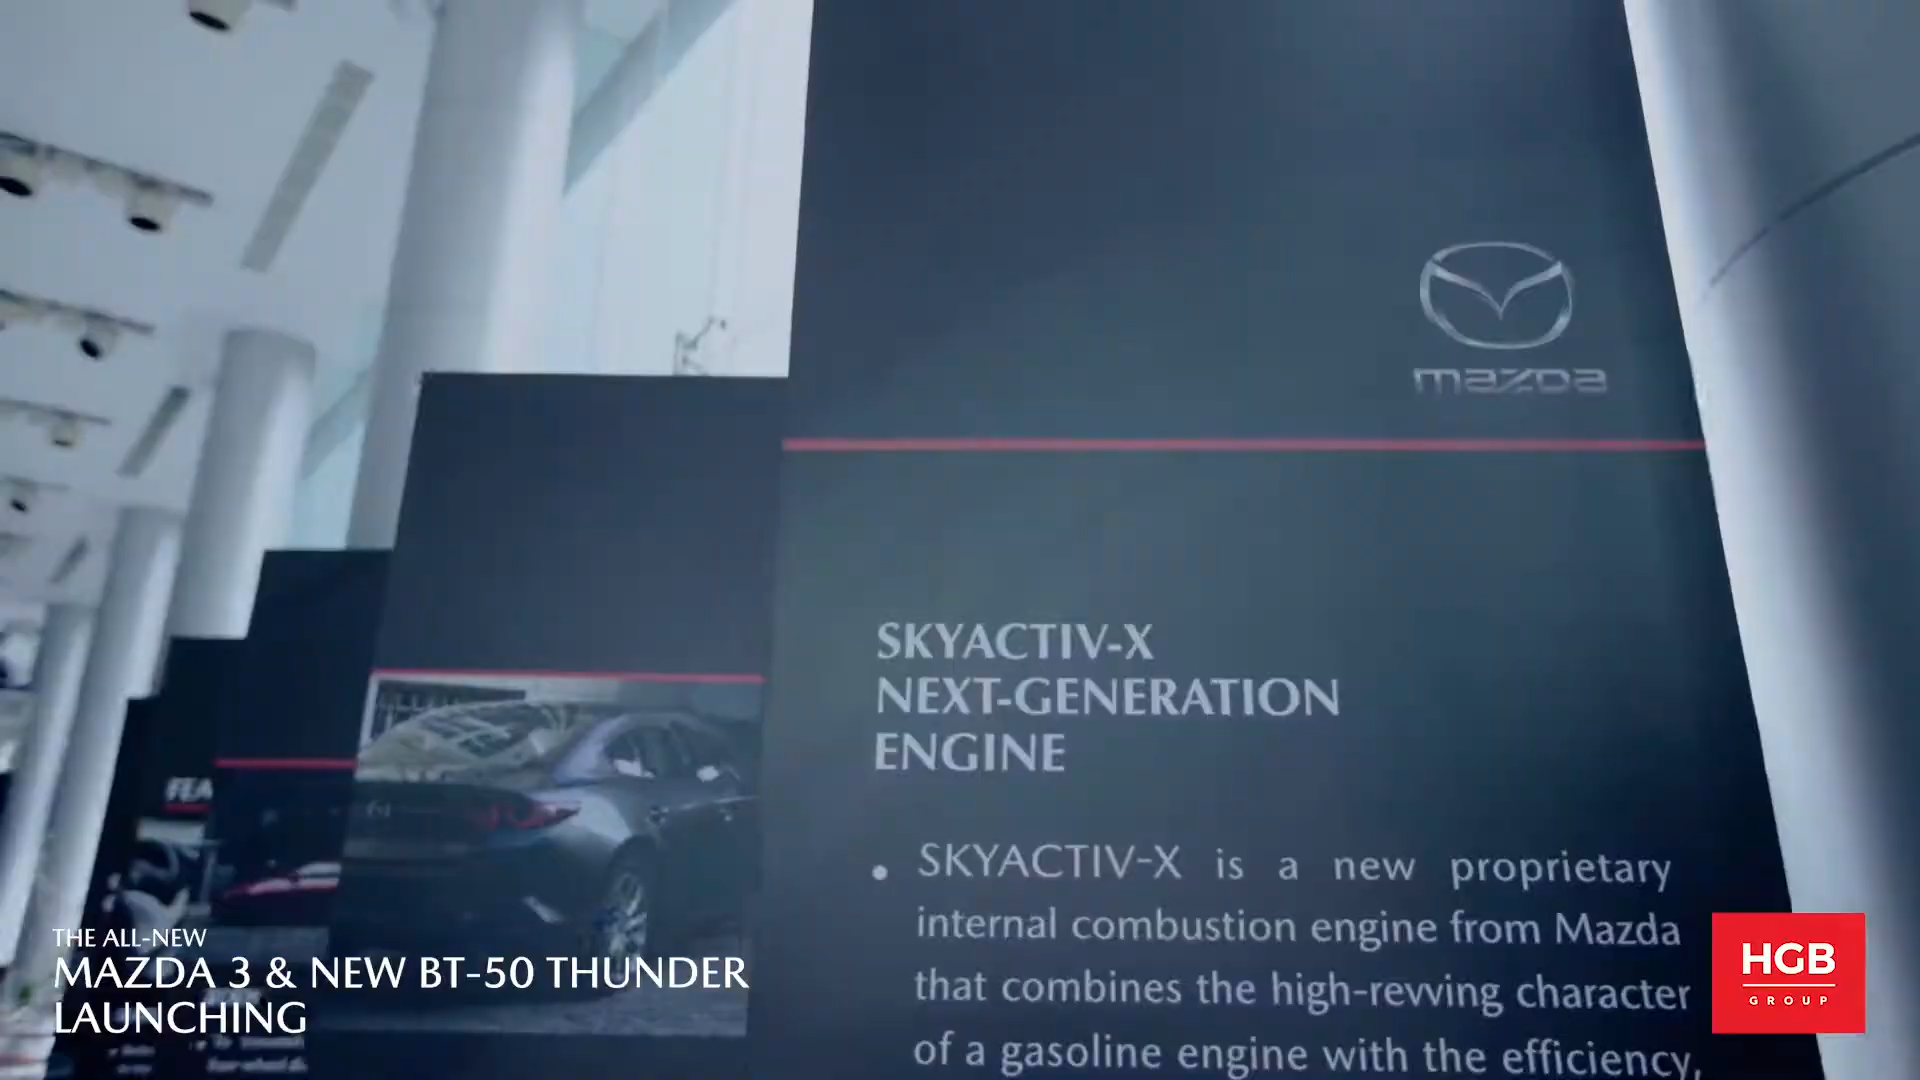 mazda
SKYACTIV-X
NEXT-GENERATION
ENGINE
• SKYACTIV-X is a new proprietary
internal combustion engine from Mazda
that combines the high-revving character
of a gasoline engine with the efficiency,
FEA
THE ALL-NEW
MAZDA 3 & NEW BT-50 THUNDER
LAUNCHING
HGB
GROUP